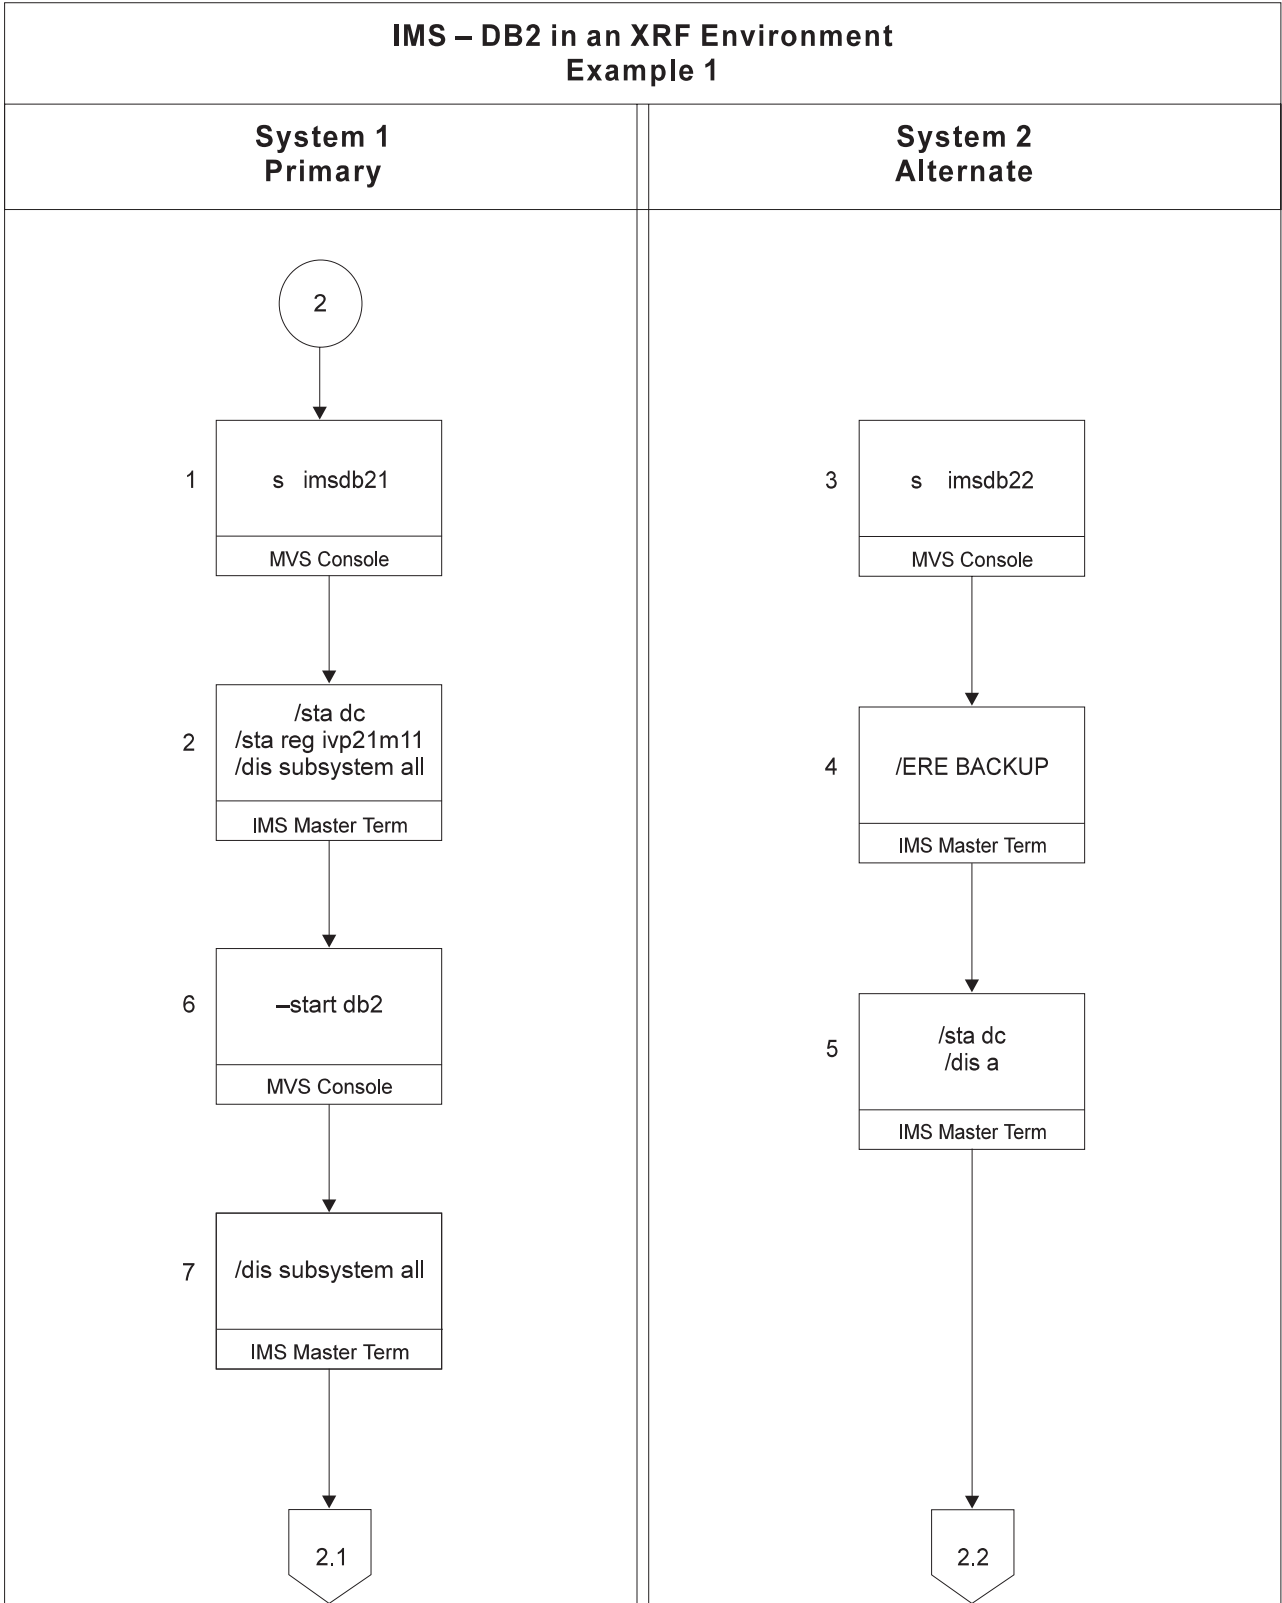 IMS – DB2 in an XRF Environment
Example 1
System 1
Primary
System 2
Alternate
2
1
s imsdb21
MVS Console
3
s imsdb22
MVS Console
2
/sta dc
/sta reg ivp21m11
/dis subsystem all
IMS Master Term
4
/ERE BACKUP
IMS Master Term
6
–start db2
MVS Console
5
/sta dc
/dis a
IMS Master Term
7
/dis subsystem all
IMS Master Term
2.1
2.2